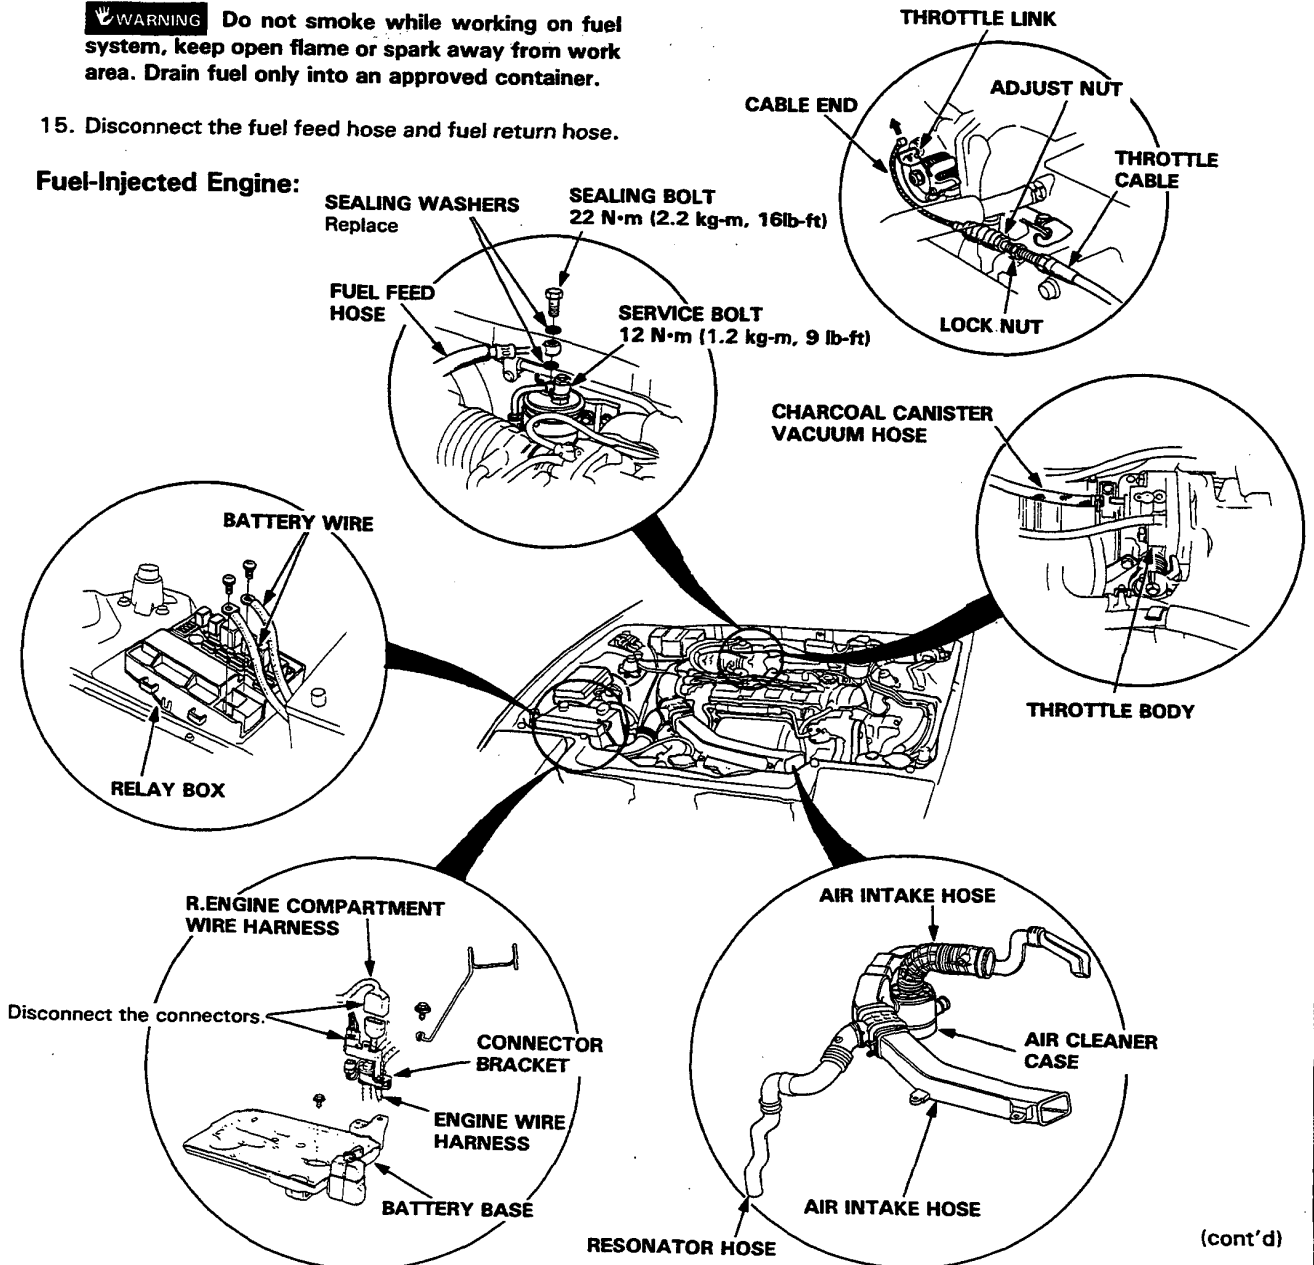 WARNING Do not smoke while working on fuel
system, keep open flame or spark away from work
area. Drain fuel only into an approved container.
15. Disconnect the fuel feed hose and fuel return hose.
Fuel-Injected Engine:
THROTTLE LINK
ADJUST NUT
CABLE END
THROTTLE
CABLE
LOCK NUT
SEALING WASHERS
Replace
SEALING BOLT
22 N·m (2.2 kg-m, 16lb-ft)
FUEL FEED
HOSE
SERVICE BOLT
12 N·m (1.2 kg-m, 9 lb-ft)
CHARCOAL CANISTER
VACUUM HOSE
THROTTLE BODY
BATTERY WIRE
RELAY BOX
R.ENGINE COMPARTMENT
WIRE HARNESS
Disconnect the connectors.
CONNECTOR
BRACKET
ENGINE WIRE
HARNESS
BATTERY BASE
AIR INTAKE HOSE
AIR CLEANER
CASE
AIR INTAKE HOSE
RESONATOR HOSE
(cont'd)